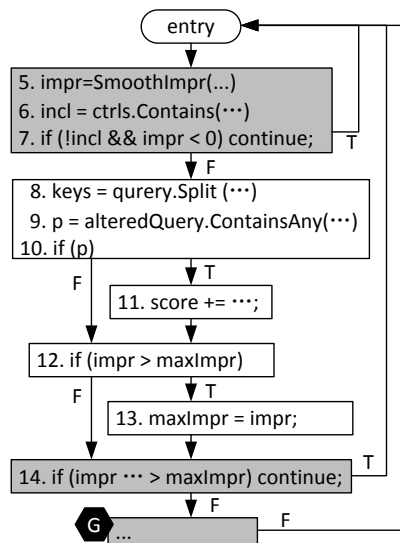 entry
5. impr=SmoothImpr(...)
6. incl = ctrls.Contains(⋯)
7. if (!incl && impr < 0) continue;
T
F
8. keys = qurery.Split (⋯)
9. p = alteredQuery.ContainsAny(⋯)
10. if (p)
F
T
11. score += ⋯;
12. if (impr > maxImpr)
F
T
13. maxImpr = impr;
14. if (impr ⋯ > maxImpr) continue;
T
F
G
...
F